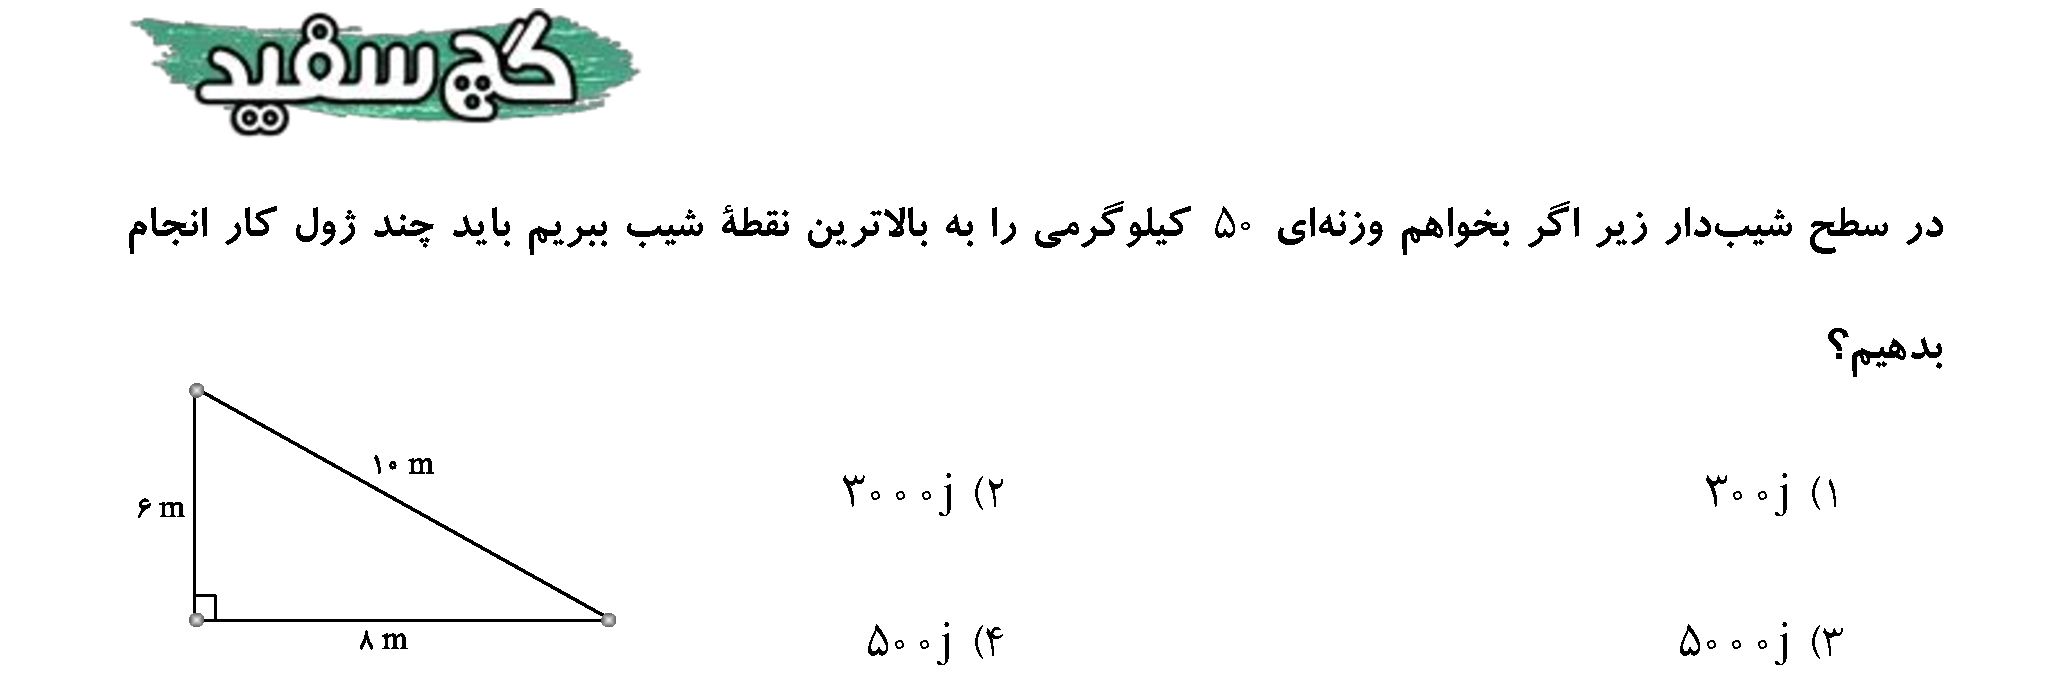 گچ سفید
در سطح شیب‌دار زیر اگر بخواهم وزنه‌ای ۵۰ کیلوگرمی را به بالاترین نقطهٔ شیب ببریم باید چند ژول کار انجام
بدهیم؟
۱) ۳۰۰j
۲) ۳۰۰۰j
۳) ۵۰۰۰j
۴) ۵۰۰j
۱۰ m
۶ m
۸ m